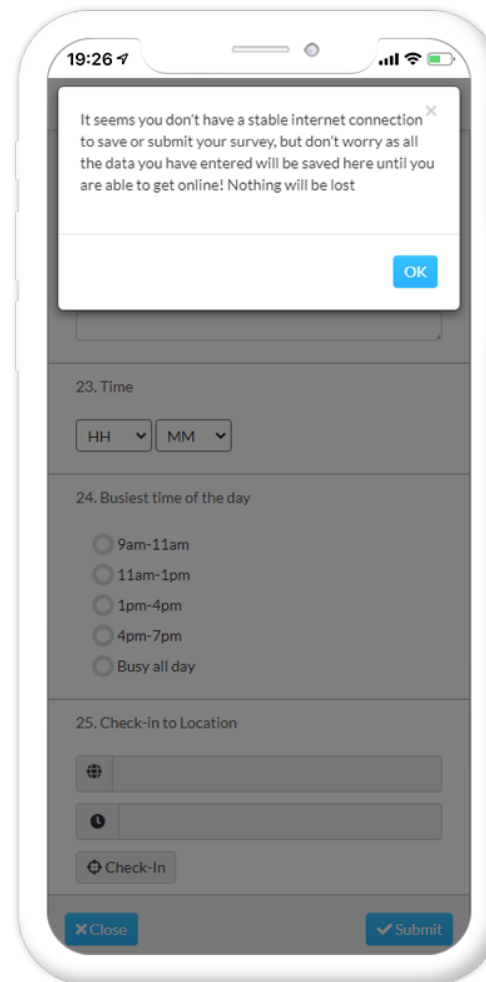 19:26
×
It seems you don't have a stable internet connection
to save or submit your survey, but don't worry as all
the data you have entered will be saved here until you
are able to get online! Nothing will be lost
OK
23. Time
HH MM
24. Busiest time of the day
9am-11am
11am-1pm
1pm-4pm
4pm-7pm
Busy all day
25. Check-in to Location
Check-In
×Close Submit